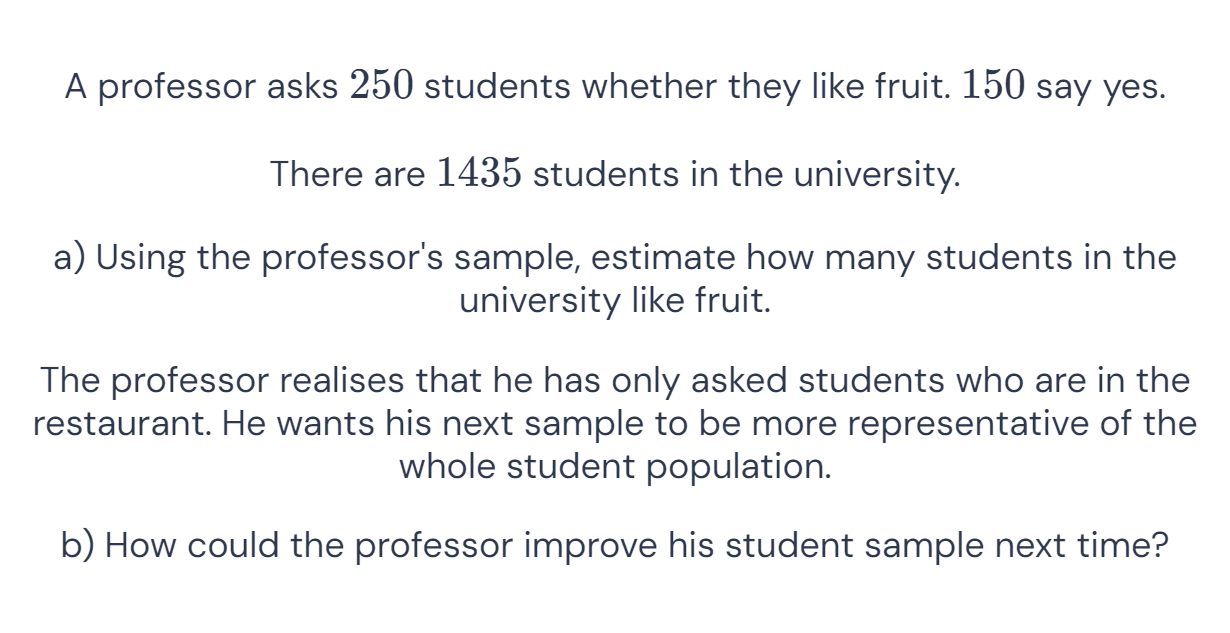 A professor asks 250 students whether they like fruit. 150 say yes.
There are 1435 students in the university.
a) Using the professor's sample, estimate how many students in the
university like fruit.
The professor realises that he has only asked students who are in the
restaurant. He wants his next sample to be more representative of the
whole student population.
b) How could the professor improve his student sample next time?